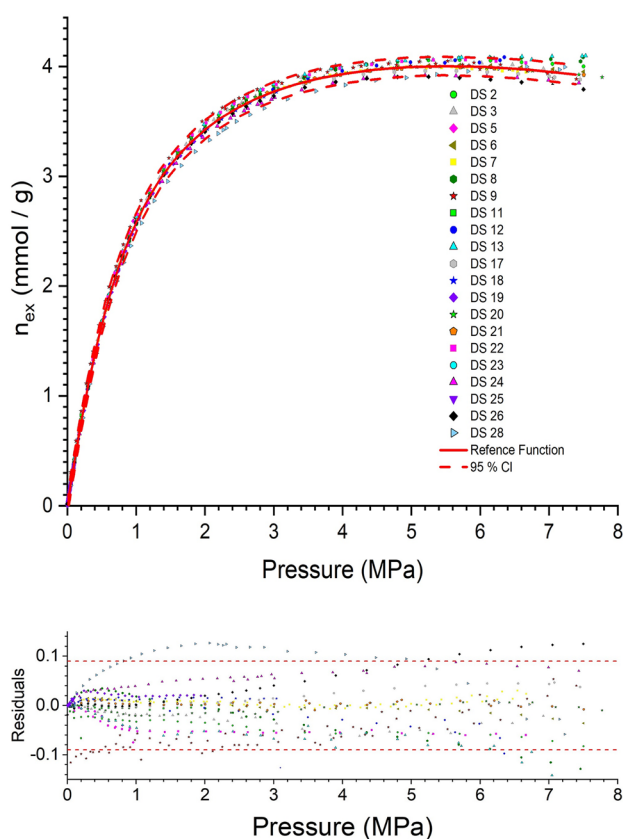 4
3
2
1
0
n_ex (mmol / g)
DS 2
DS 3
DS 5
DS 6
DS 7
DS 8
DS 9
DS 11
DS 12
DS 13
DS 17
DS 18
DS 19
DS 20
DS 21
DS 22
DS 23
DS 24
DS 25
DS 26
DS 28
Refence Function
95 % CI
0 1 2 3 4 5 6 7 8
Pressure (MPa)
0.1
0.0
-0.1
Residuals
0 1 2 3 4 5 6 7 8
Pressure (MPa)